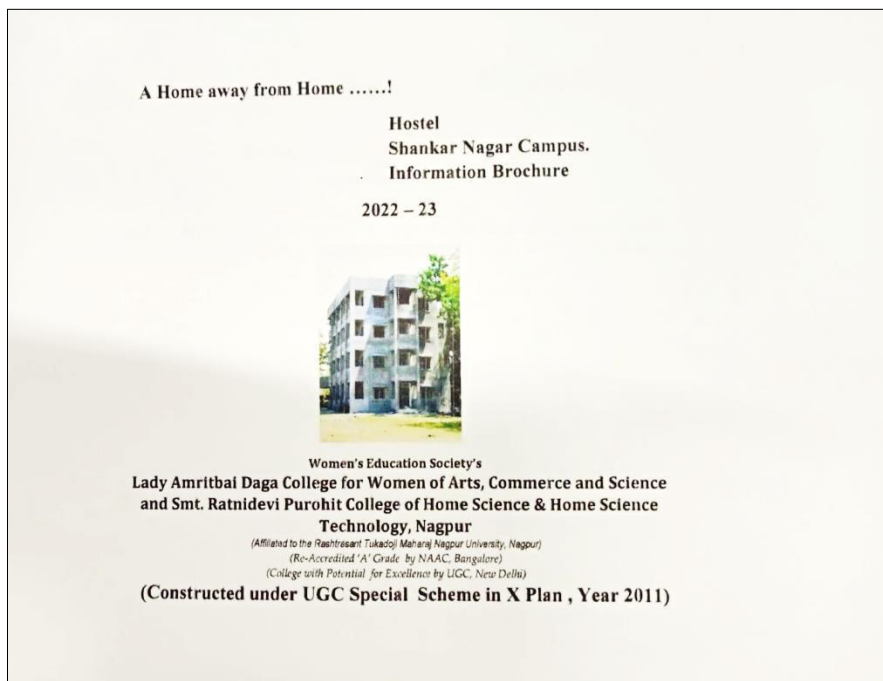 A Home away from Home ......!
Hostel
Shankar Nagar Campus.
Information Brochure
2022 – 23
Women's Education Society's
Lady Amritbai Daga College for Women of Arts, Commerce and Science
and Smt. Ratnidevi Purohit College of Home Science & Home Science
Technology, Nagpur
(Affiliated to the Rashtrasant Tukadoji Maharaj Nagpur University, Nagpur)
(Re-Accredited 'A' Grade by NAAC, Bangalore)
(College with Potential for Excellence by UGC, New Delhi)
(Constructed under UGC Special Scheme in X Plan , Year 2011)